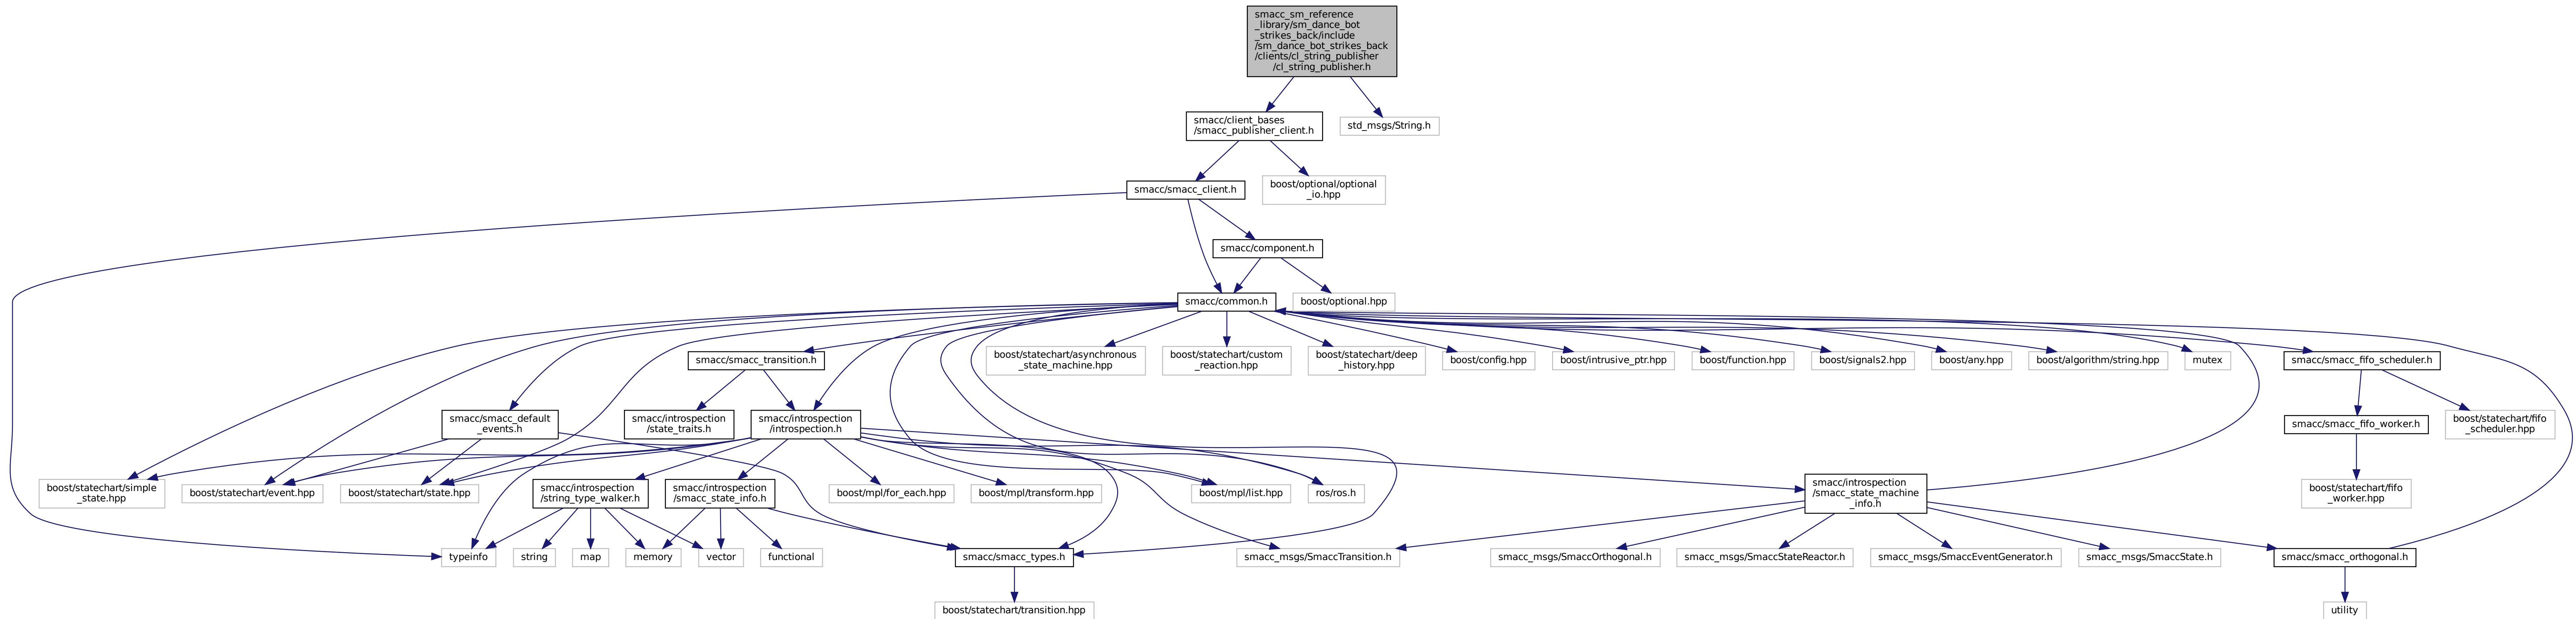 smacc_sm_reference
_library/sm_dance_bot
_strikes_back/include
/sm_dance_bot_strikes_back
/clients/cl_string_publisher
/cl_string_publisher.h
smacc/client_bases
/smacc_publisher_client.h
std_msgs/String.h
smacc/smacc_client.h
boost/optional/optional
_io.hpp
smacc/component.h
smacc/common.h
boost/optional.hpp
smacc/smacc_transition.h
boost/statechart/asynchronous
_state_machine.hpp
boost/statechart/custom
_reaction.hpp
boost/statechart/deep
_history.hpp
boost/config.hpp
boost/intrusive_ptr.hpp
boost/function.hpp
boost/signals2.hpp
boost/any.hpp
boost/algorithm/string.hpp
mutex
smacc/smacc_fifo_scheduler.h
smacc/smacc_default
_events.h
smacc/introspection
/state_traits.h
smacc/introspection
/introspection.h
smacc/smacc_fifo_worker.h
boost/statechart/fifo
_scheduler.hpp
boost/statechart/simple
_state.hpp
boost/statechart/event.hpp
boost/statechart/state.hpp
smacc/introspection
/string_type_walker.h
smacc/introspection
/smacc_state_info.h
boost/mpl/for_each.hpp
boost/mpl/transform.hpp
boost/mpl/list.hpp
ros/ros.h
smacc/introspection
/smacc_state_machine
_info.h
boost/statechart/fifo
_worker.hpp
typeinfo
string
map
memory
vector
functional
smacc/smacc_types.h
smacc_msgs/SmaccTransition.h
smacc_msgs/SmaccOrthogonal.h
smacc_msgs/SmaccStateReactor.h
smacc_msgs/SmaccEventGenerator.h
smacc_msgs/SmaccState.h
smacc/smacc_orthogonal.h
boost/statechart/transition.hpp
utility